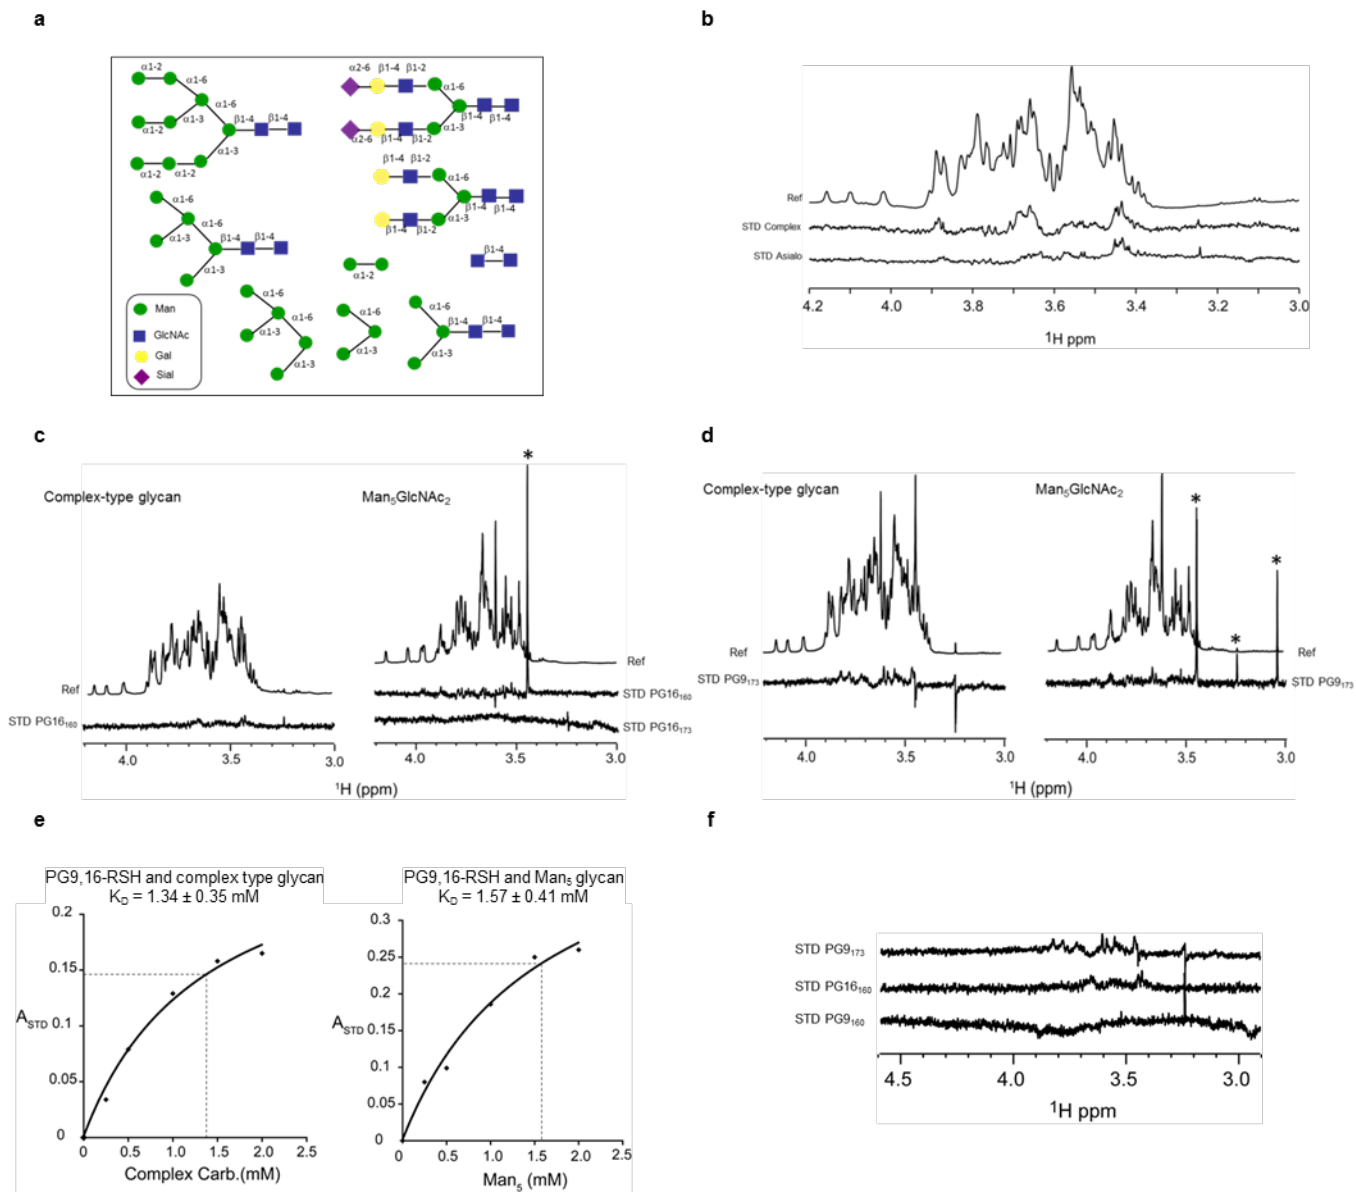 a
α1-2
α1-6
α1-6
α1-3
α1-2
α1-6
β1-4
β1-4
α1-3
α1-2
α1-2
α1-6
α1-3
α1-6
β1-4
β1-4
α1-3
α2-6
β1-4
β1-2
α1-6
β1-4
β1-4
α1-3
α2-6
β1-4
β1-2
β1-4
β1-2
α1-6
β1-4
β1-4
α1-3
β1-4
β1-2
α1-2
β1-4
α1-6
α1-3
α1-6
α1-3
α1-6
α1-3
α1-6
β1-4
β1-4
α1-3
Man
GlcNAc
Gal
Sial
b
Ref
STD Complex
STD Asialo
4.2 4.0 3.8 3.6 3.4 3.2 3.0
¹H ppm
c
Complex-type glycan
Man₅GlcNAc₂
*
Ref
STD PG16₁₆₀
Ref
STD PG16₁₆₀
STD PG16₁₇₃
4.0 3.5 3.0
4.0 3.5 3.0
¹H (ppm)
d
Complex-type glycan
Man₅GlcNAc₂
*
*
*
Ref
STD PG9₁₇₃
Ref
STD PG9₁₇₃
4.0 3.5 3.0
4.0 3.5 3.0
¹H (ppm)
e
PG9,16-RSH and complex type glycan
K_D = 1.34 ± 0.35 mM
0.2
0.15
0.1
0.05
0
A_STD
0 0.5 1.0 1.5 2.0 2.5
Complex Carb.(mM)
PG9,16-RSH and Man₅ glycan
K_D = 1.57 ± 0.41 mM
0.3
0.25
0.2
0.15
0.1
0.05
0
A_STD
0 0.5 1.0 1.5 2.0 2.5
Man₅ (mM)
f
STD PG9₁₇₃
STD PG16₁₆₀
STD PG9₁₆₀
4.5 4.0 3.5 3.0
¹H ppm